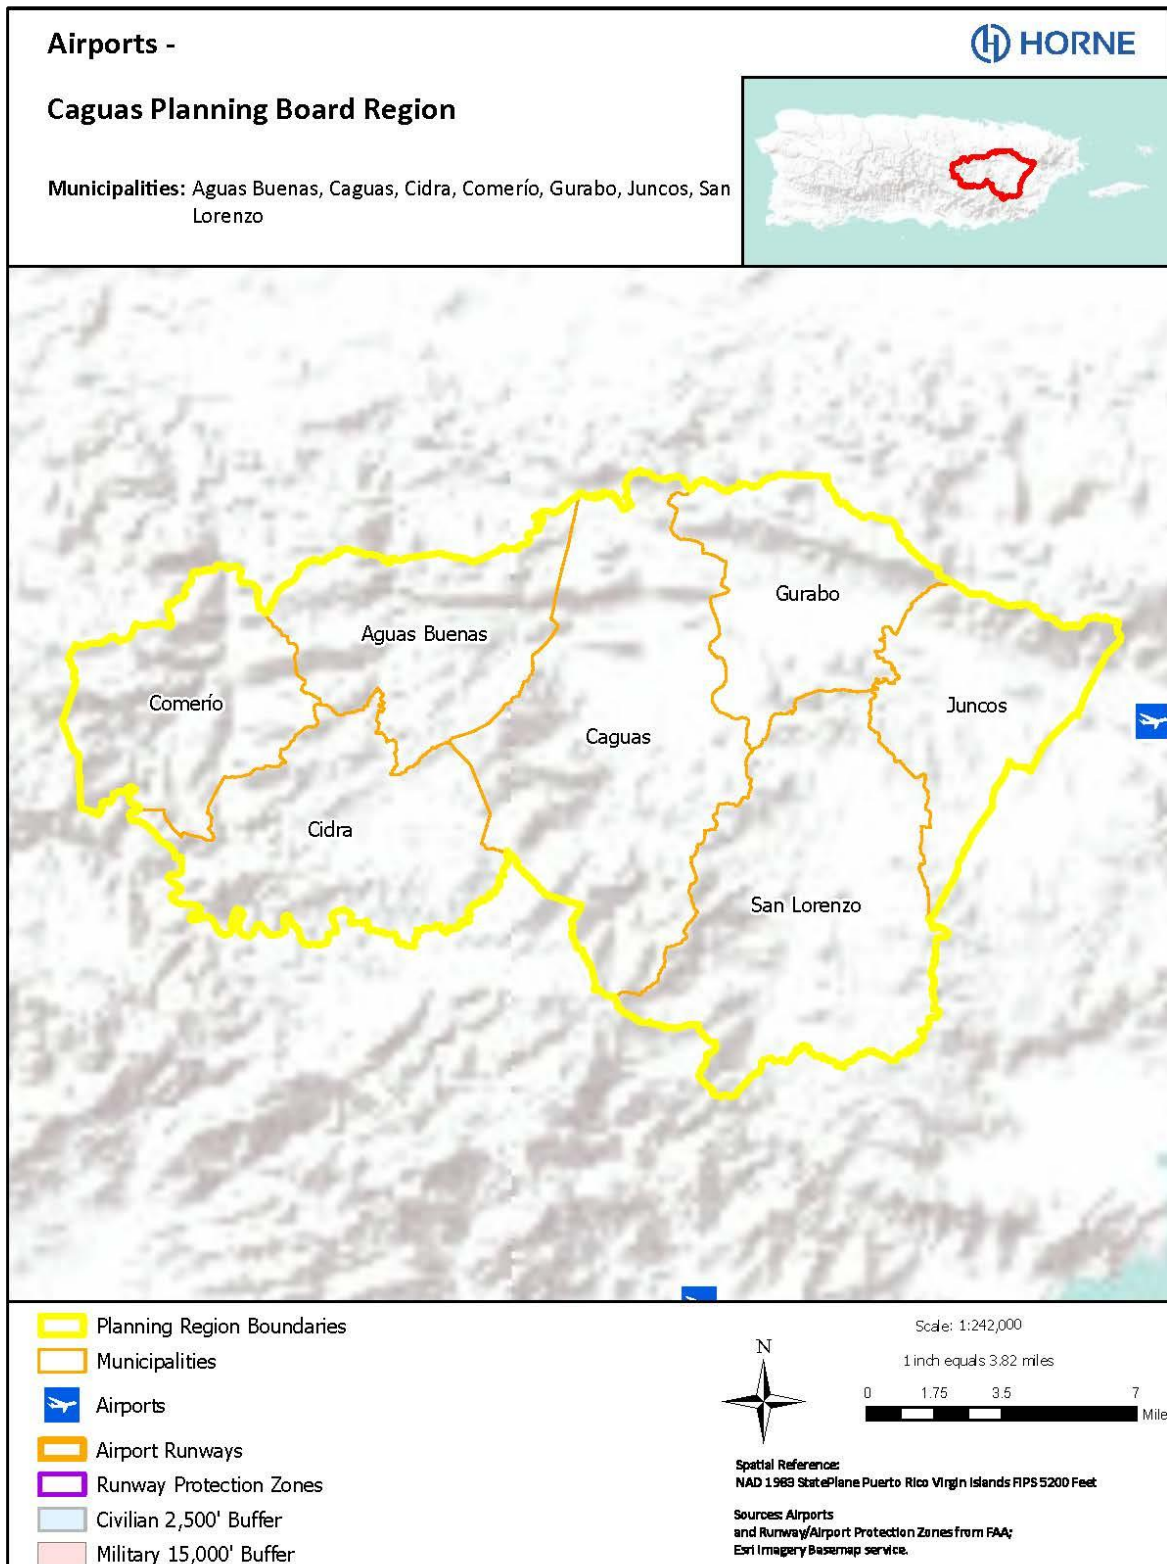 Airports -
HORNE
Caguas Planning Board Region
Municipalities: Aguas Buenas, Caguas, Cidra, Comerío, Gurabo, Juncos, San
Lorenzo
Gurabo
Aguas Buenas
Comerío
Juncos
Caguas
Cidra
San Lorenzo
Planning Region Boundaries
Municipalities
Airports
Airport Runways
Runway Protection Zones
Civilian 2,500' Buffer
Military 15,000' Buffer
N
Scale: 1:242,000
1 inch equals 3.82 miles
0 1.75 3.5 7
Mile
Spatial Reference:
NAD 1983 StatePlane Puerto Rico Virgin Islands FIPS 5200 Feet
Sources: Airports
and Runway/Airport Protection Zones from FAA;
Esri Imagery Basemap service.